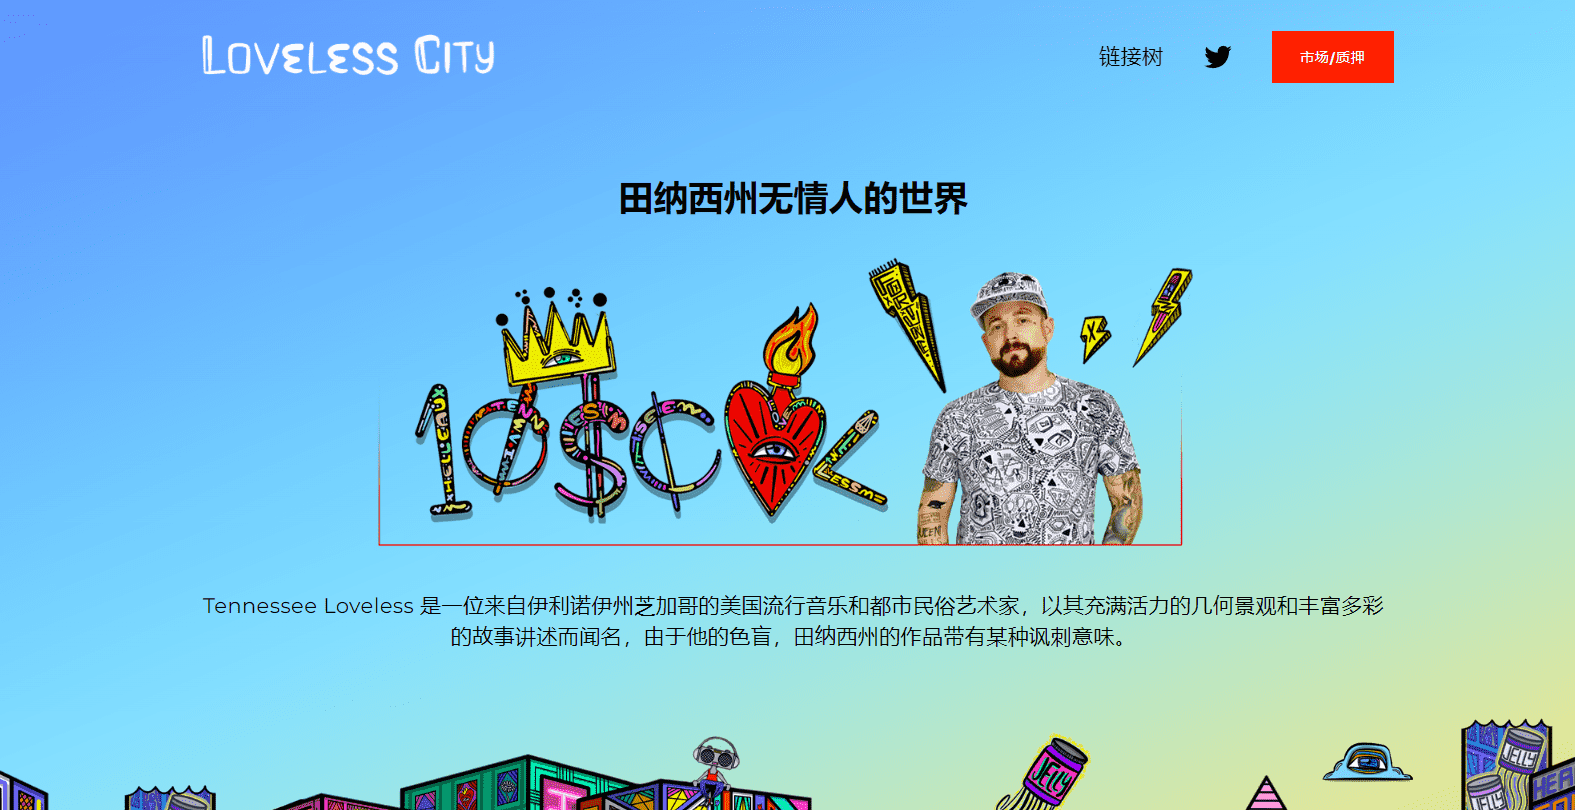 LOVELESS CITY
链接树
市场/质押
田纳西州无情人的世界
Tennessee Loveless 是一位来自伊利诺伊州芝加哥的美国流行音乐和都市民俗艺术家，以其充满活力的几何景观和丰富多彩
的故事讲述而闻名，由于他的色盲，田纳西州的作品带有某种讽刺意味。
JELLY
JELLY
JELLY